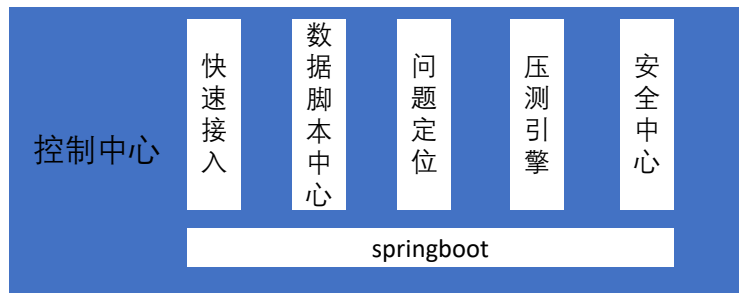 控制中心
快速接入
数据脚本中心
问题定位
压测引擎
安全中心
springboot